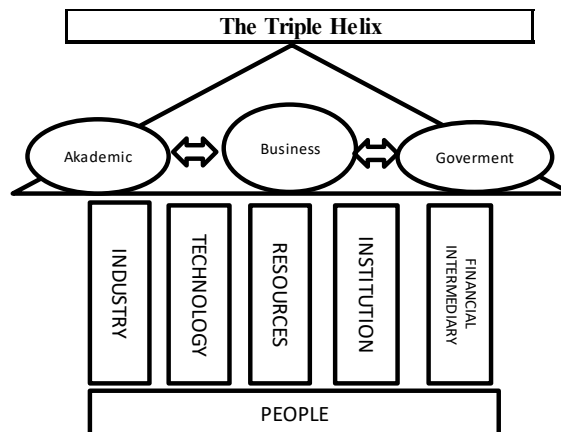 The Triple Helix
Akademic
Business
Goverment
INDUSTRY
TECHNOLOGY
RESOURCES
INSTITUTION
FINANCIAL
INTERMEDIARY
PEOPLE